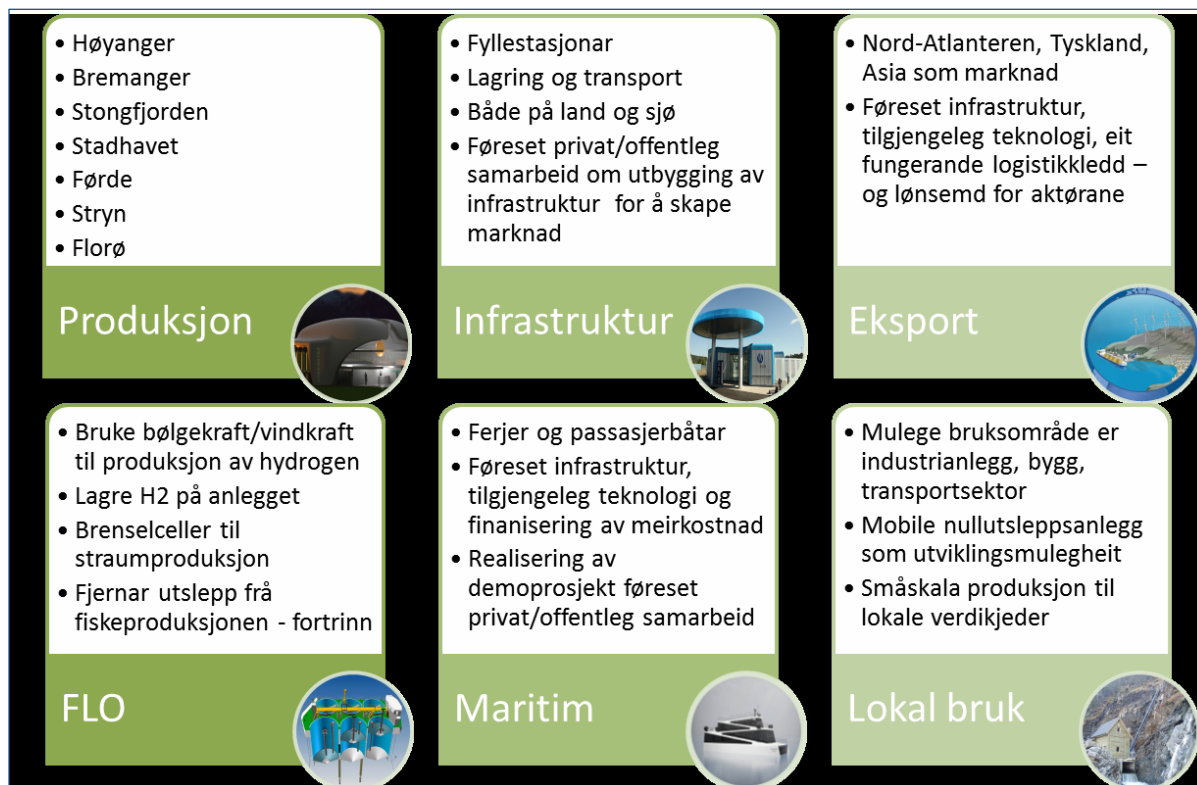 • Høyanger
• Bremanger
• Stongfjorden
• Stadhavet
• Førde
• Stryn
• Florø
Produksjon
• Fyllestasjonar
• Lagring og transport
• Både på land og sjø
• Føreset privat/offentleg
samarbeid om utbygging av
infrastruktur for å skape
marknad
Infrastruktur
• Nord-Atlanteren, Tyskland,
Asia som marknad
• Føreset infrastruktur,
tilgjengeleg teknologi, eit
fungerande logistikkledd –
og lønsemd for aktørane
Eksport
• Bruke bølgekraft/vindkraft
til produksjon av hydrogen
• Lagre H2 på anlegget
• Brenselceller til
straumproduksjon
• Fjernar utslepp frå
fiskeproduksjonen - fortrinn
FLO
• Ferjer og passasjerbåtar
• Føreset infrastruktur,
tilgjengeleg teknologi og
finanisering av meirkostnad
• Realisering av
demoprosjekt føreset
privat/offentleg samarbeid
Maritim
• Mulege bruksområde er
industrianlegg, bygg,
transportsektor
• Mobile nullutsleppsanlegg
som utviklingsmulegheit
• Småskala produksjon til
lokale verdikjeder
Lokal bruk